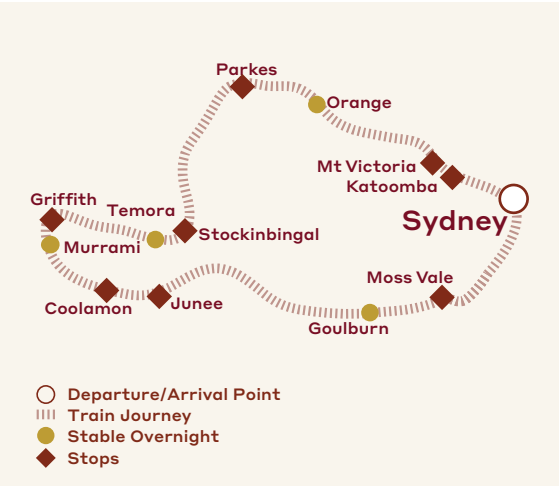 Parkes
Orange
Mt Victoria
Katoomba
Griffith
Temora
Sydney
Stockinbingal
Murrami
Moss Vale
Coolamon
Junee
Goulburn
Departure/Arrival Point
Train Journey
Stable Overnight
Stops